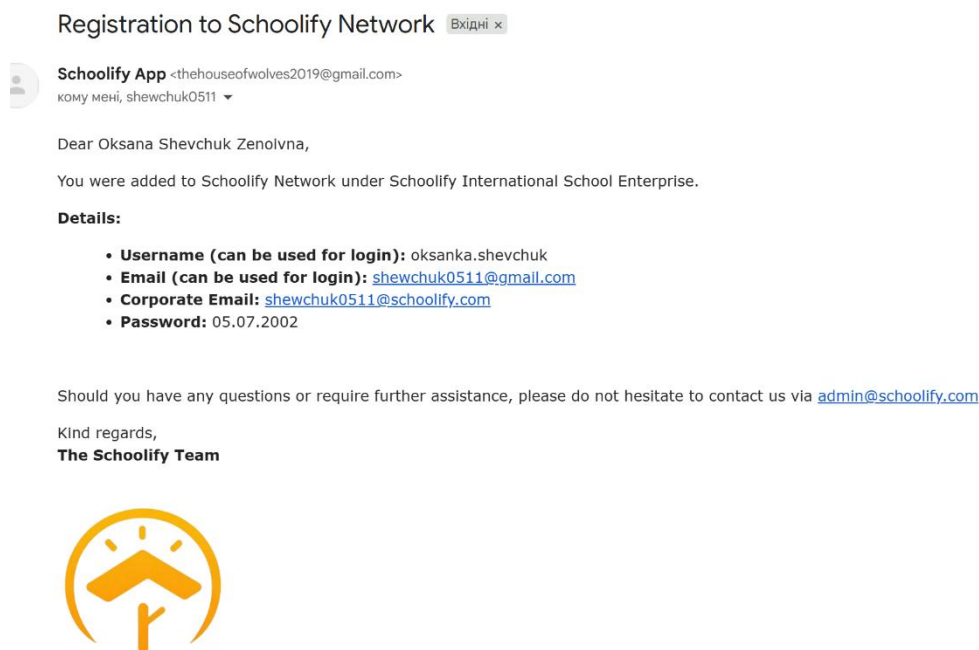 Registration to Schoolify Network Вхідні ×
Schoolify App <thehouseofwolves2019@gmail.com>
кому мені, shewchuk0511
Dear Oksana Shevchuk Zenoivna,
You were added to Schoolify Network under Schoolify International School Enterprise.
Details:
• Username (can be used for login): oksanka.shevchuk
• Email (can be used for login): shewchuk0511@gmail.com
• Corporate Email: shewchuk0511@schoolify.com
• Password: 05.07.2002
Should you have any questions or require further assistance, please do not hesitate to contact us via admin@schoolify.com
Kind regards,
The Schoolify Team